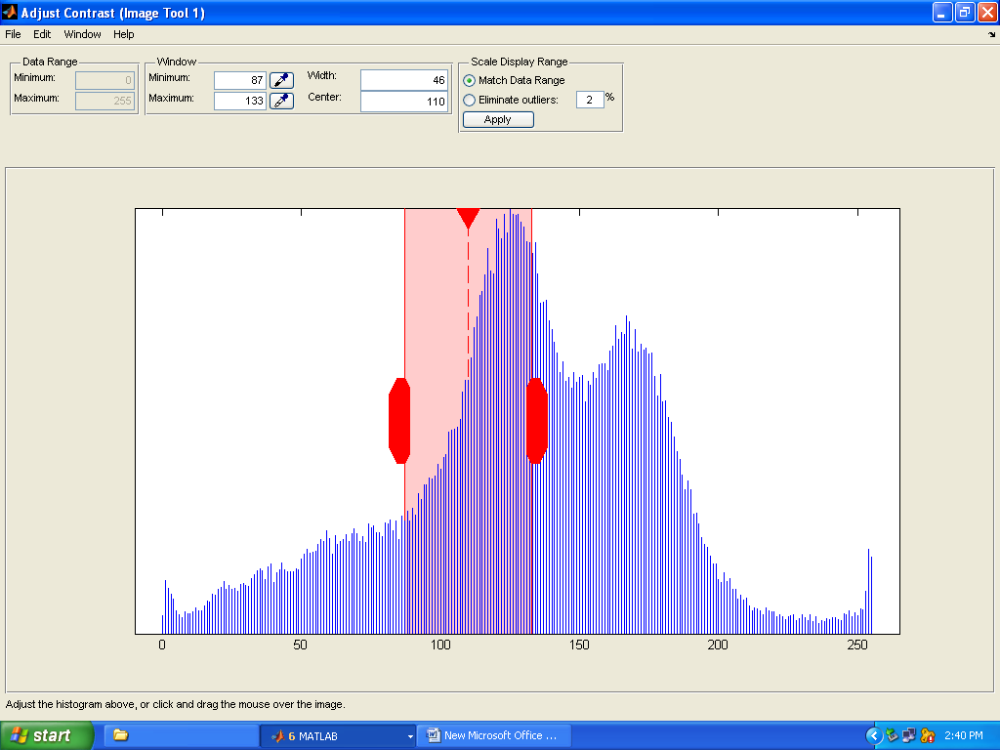 Adjust Contrast (Image Tool 1)
File Edit Window Help
Data Range
Minimum: 0
Maximum: 255
Window
Minimum: 87
Maximum: 133
Width: 46
Center: 110
Scale Display Range
Match Data Range
Eliminate outliers: 2 %
Apply
0 50 100 150 200 250
Adjust the histogram above, or click and drag the mouse over the image.
start 6 MATLAB New Microsoft Office ... 2:40 PM